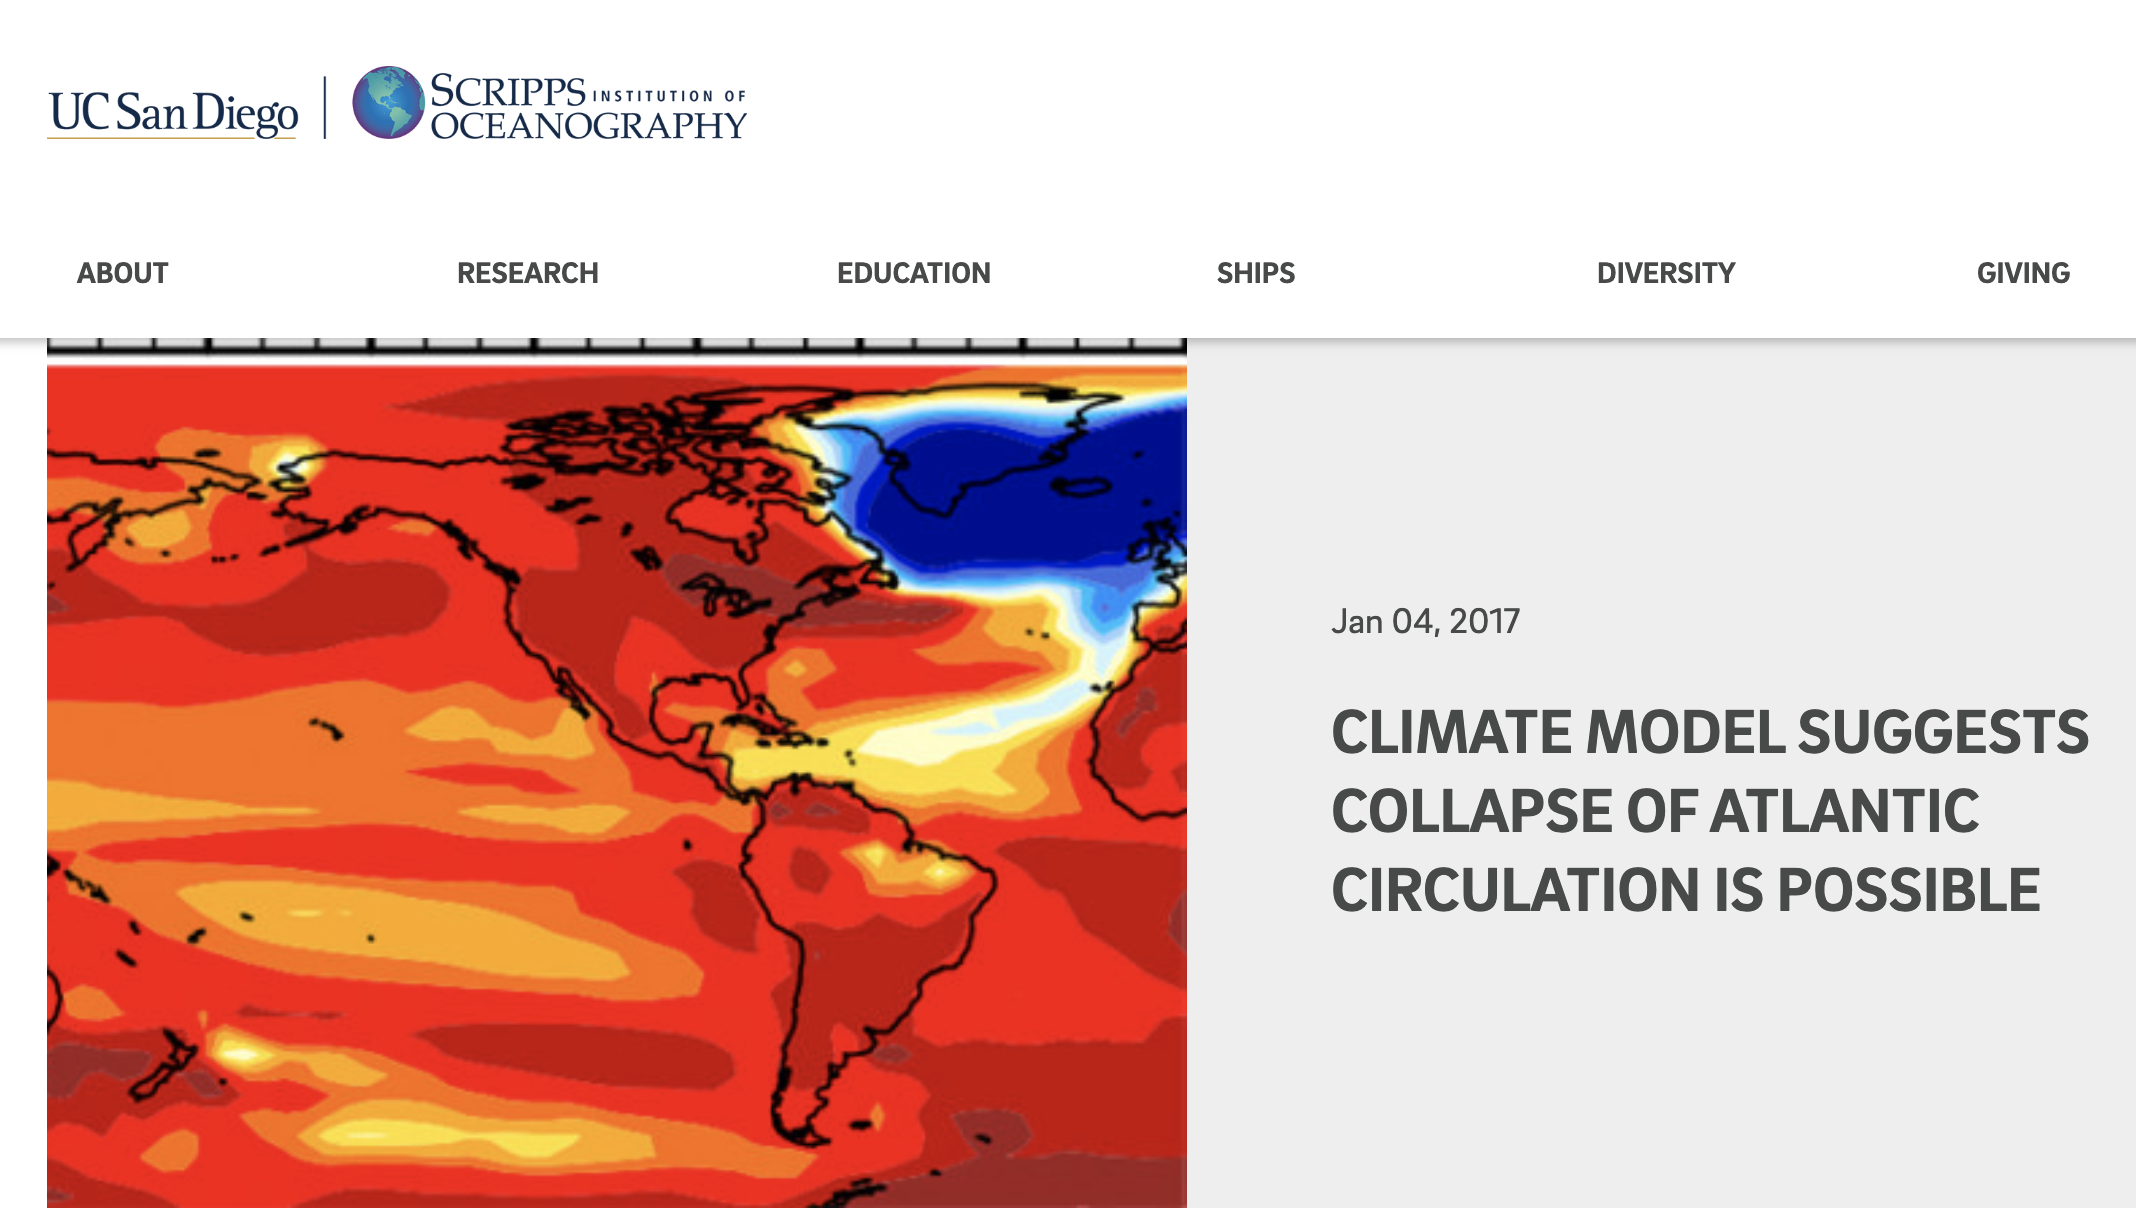 UC San Diego
SCRIPPS INSTITUTION OF
OCEANOGRAPHY
ABOUT RESEARCH EDUCATION SHIPS DIVERSITY GIVING
Jan 04, 2017
CLIMATE MODEL SUGGESTS
COLLAPSE OF ATLANTIC
CIRCULATION IS POSSIBLE